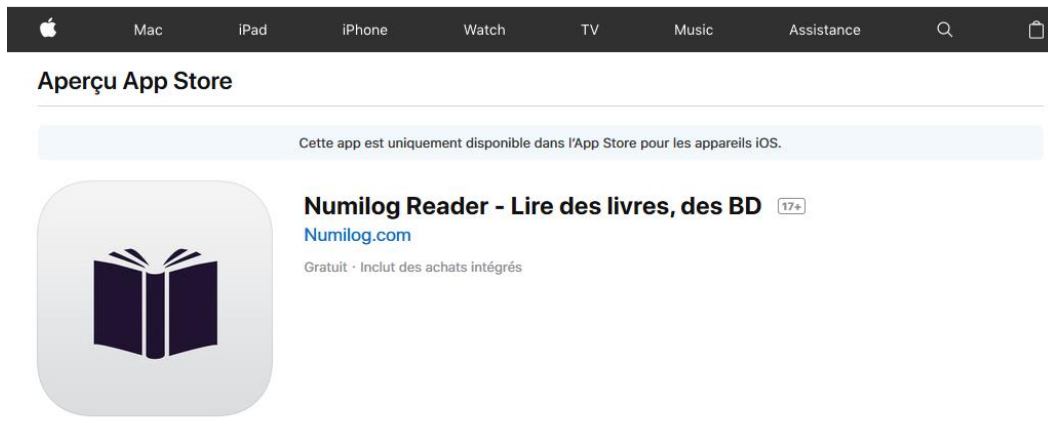 Mac iPad iPhone Watch TV Music Assistance
Aperçu App Store
Cette app est uniquement disponible dans l'App Store pour les appareils iOS.
Numilog Reader - Lire des livres, des BD 17+
Numilog.com
Gratuit · Inclut des achats intégrés